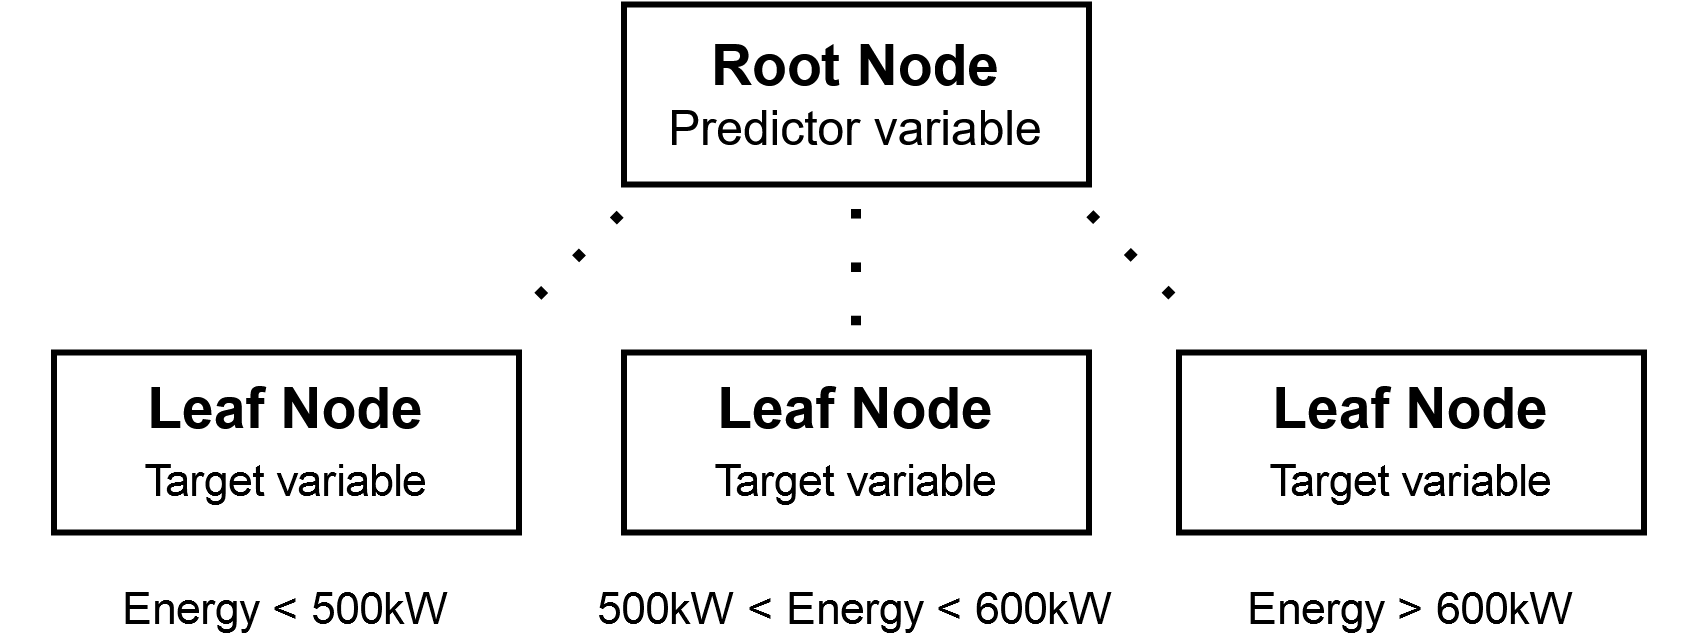 Root Node
Predictor variable
Leaf Node
Target variable
Leaf Node
Target variable
Leaf Node
Target variable
Energy < 500kW
500kW < Energy < 600kW
Energy > 600kW